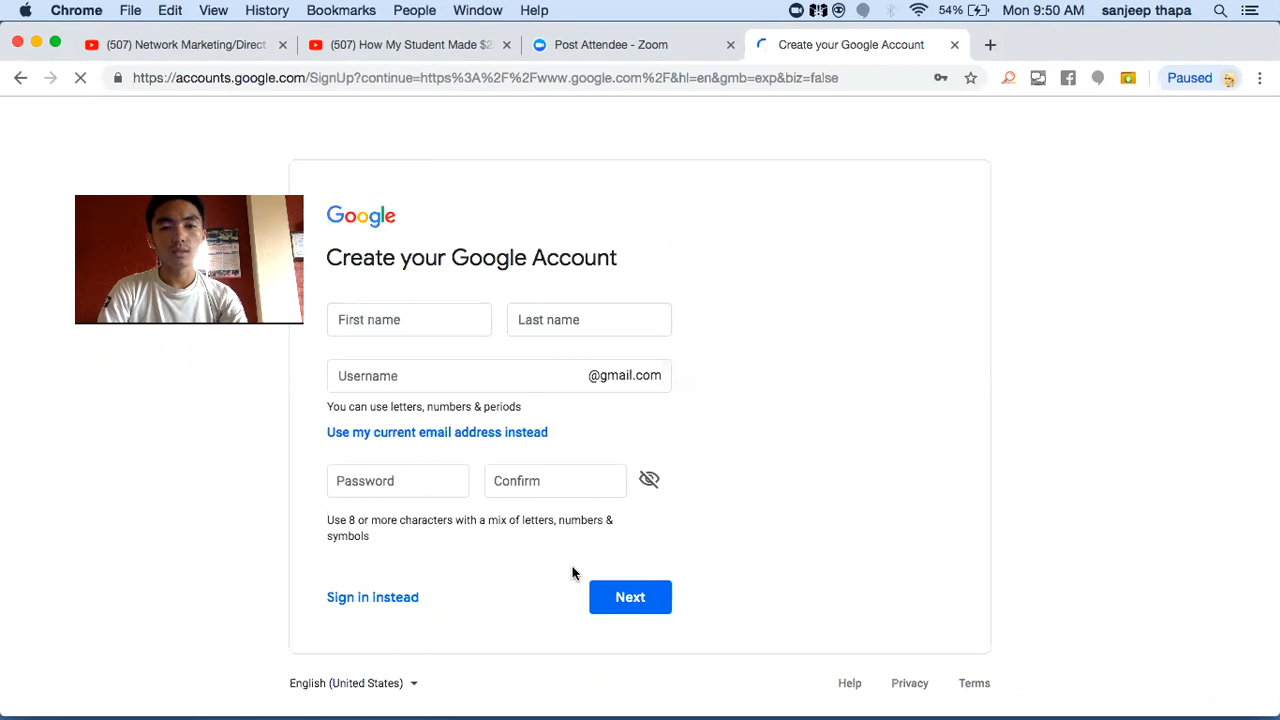 Chrome File Edit View History Bookmarks People Window Help 54% Mon 9:50 AM sanjeep thapa
(507) Network Marketing/Direct
(507) How My Student Made $2
Post Attendee - Zoom
Create your Google Account
https://accounts.google.com/SignUp?continue=https%3A%2F%2Fwww.google.com%2F&hl=en&gmb=exp&biz=false
Paused
Google
Create your Google Account
First name Last name
Username @gmail.com
You can use letters, numbers & periods
Use my current email address instead
Password Confirm
Use 8 or more characters with a mix of letters, numbers &
symbols
Sign in instead Next
English (United States) Help Privacy Terms